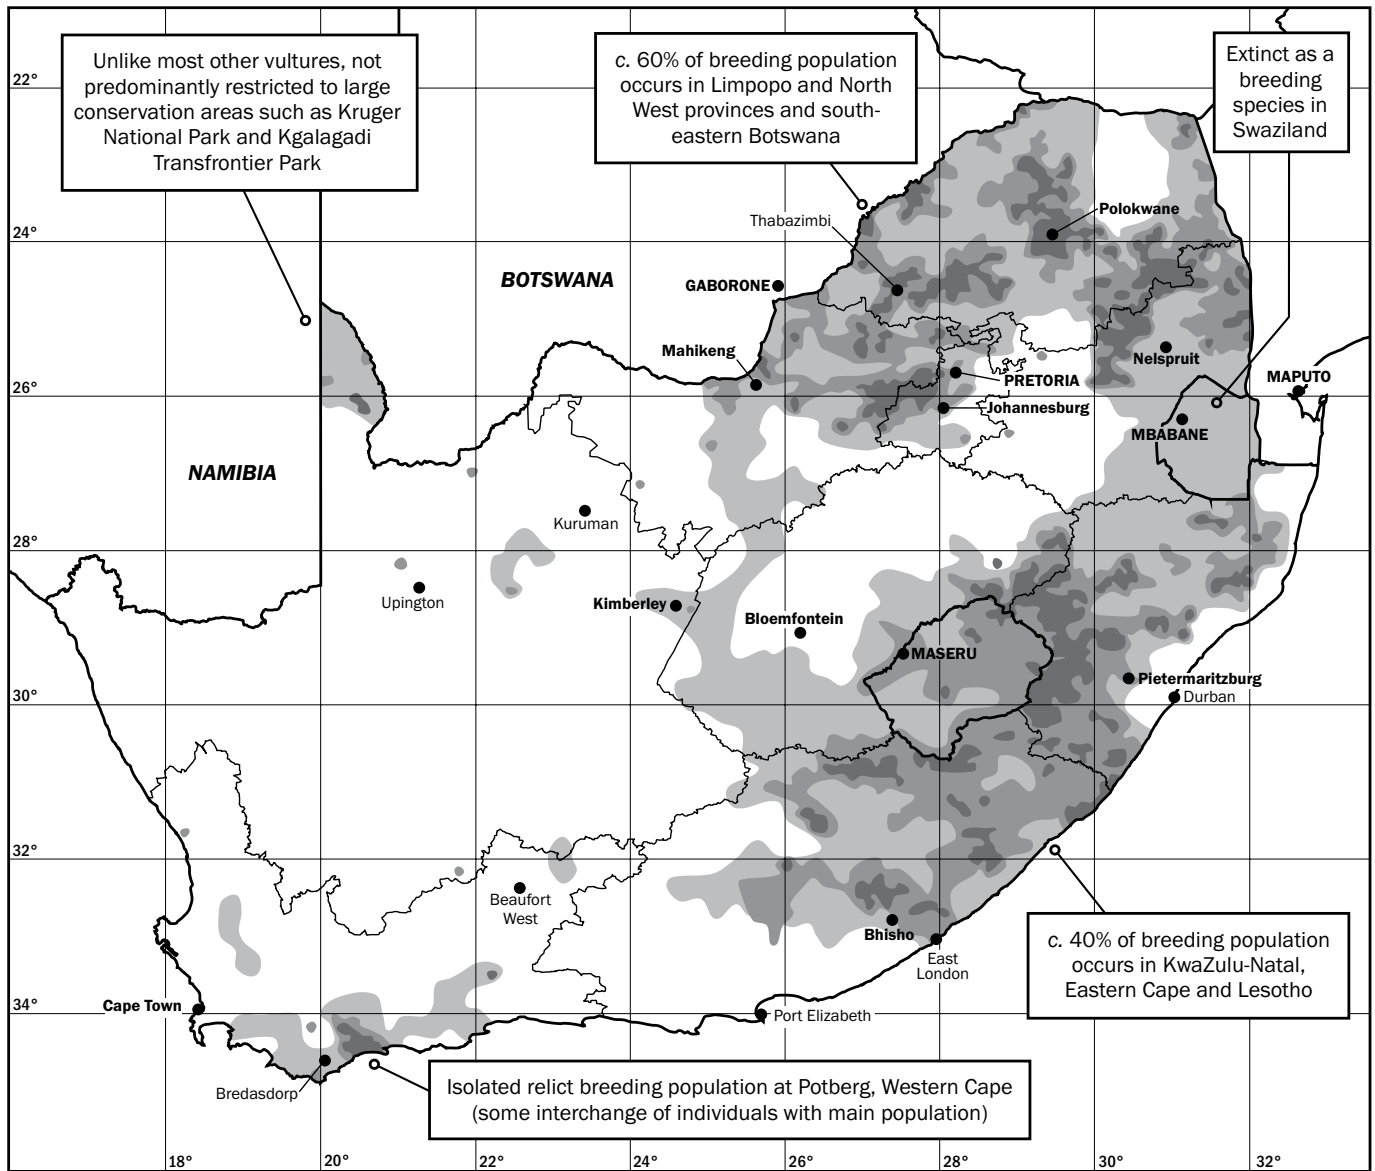 Unlike most other vultures, not
predominantly restricted to large
conservation areas such as Kruger
National Park and Kgalagadi
Transfrontier Park
c. 60% of breeding population
occurs in Limpopo and North
West provinces and south-
eastern Botswana
Extinct as a
breeding
species in
Swaziland
22°
24°
26°
28°
30°
32°
34°
Polokwane
Thabazimbi
BOTSWANA
GABORONE
Mahikeng
Nelspruit
PRETORIA
MAPUTO
Johannesburg
MBABANE
NAMIBIA
Kuruman
Upington
Kimberley
Bloemfontein
MASERU
Pietermaritzburg
Durban
Beaufort
West
Bhisho
East
London
c. 40% of breeding population
occurs in KwaZulu-Natal,
Eastern Cape and Lesotho
Cape Town
Port Elizabeth
Bredasdorp
Isolated relict breeding population at Potberg, Western Cape
(some interchange of individuals with main population)
18°
20°
22°
24°
26°
28°
30°
32°